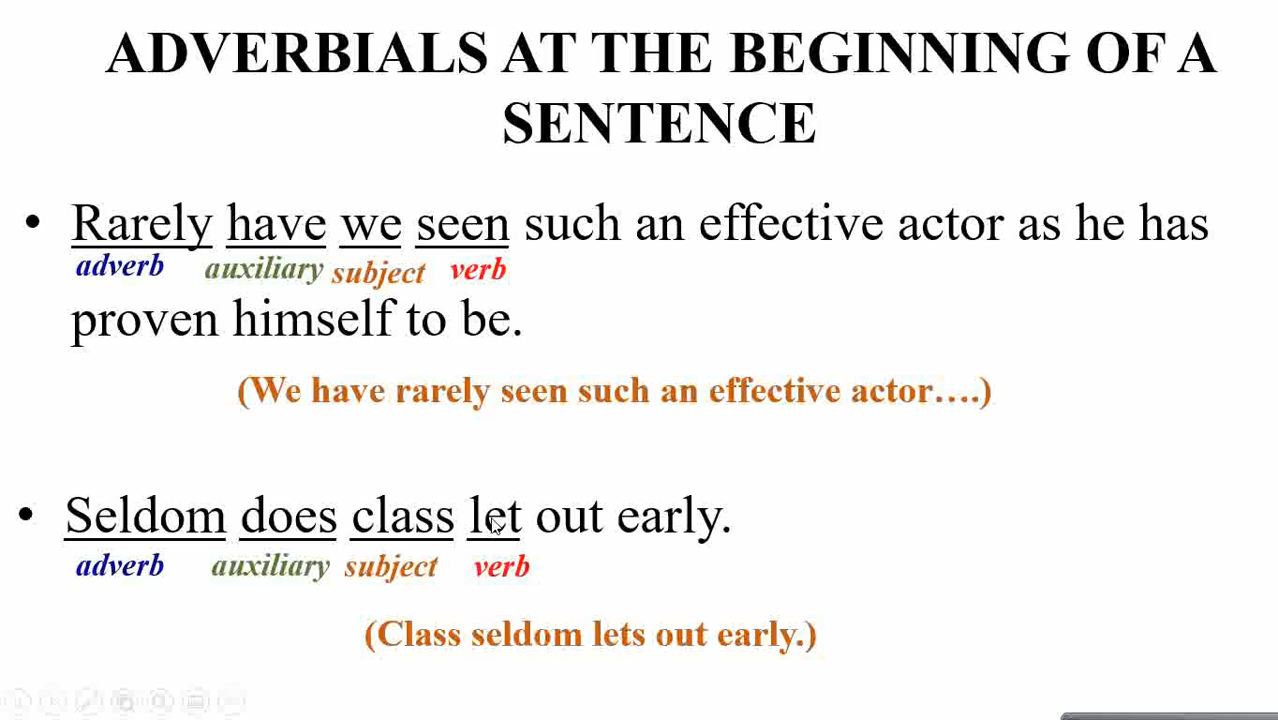 ADVERBIALS AT THE BEGINNING OF A
SENTENCE
• Rarely have we seen such an effective actor as he has
adverb auxiliary subject verb
proven himself to be.
(We have rarely seen such an effective actor….)
• Seldom does class let out early.
adverb auxiliary subject verb
(Class seldom lets out early.)